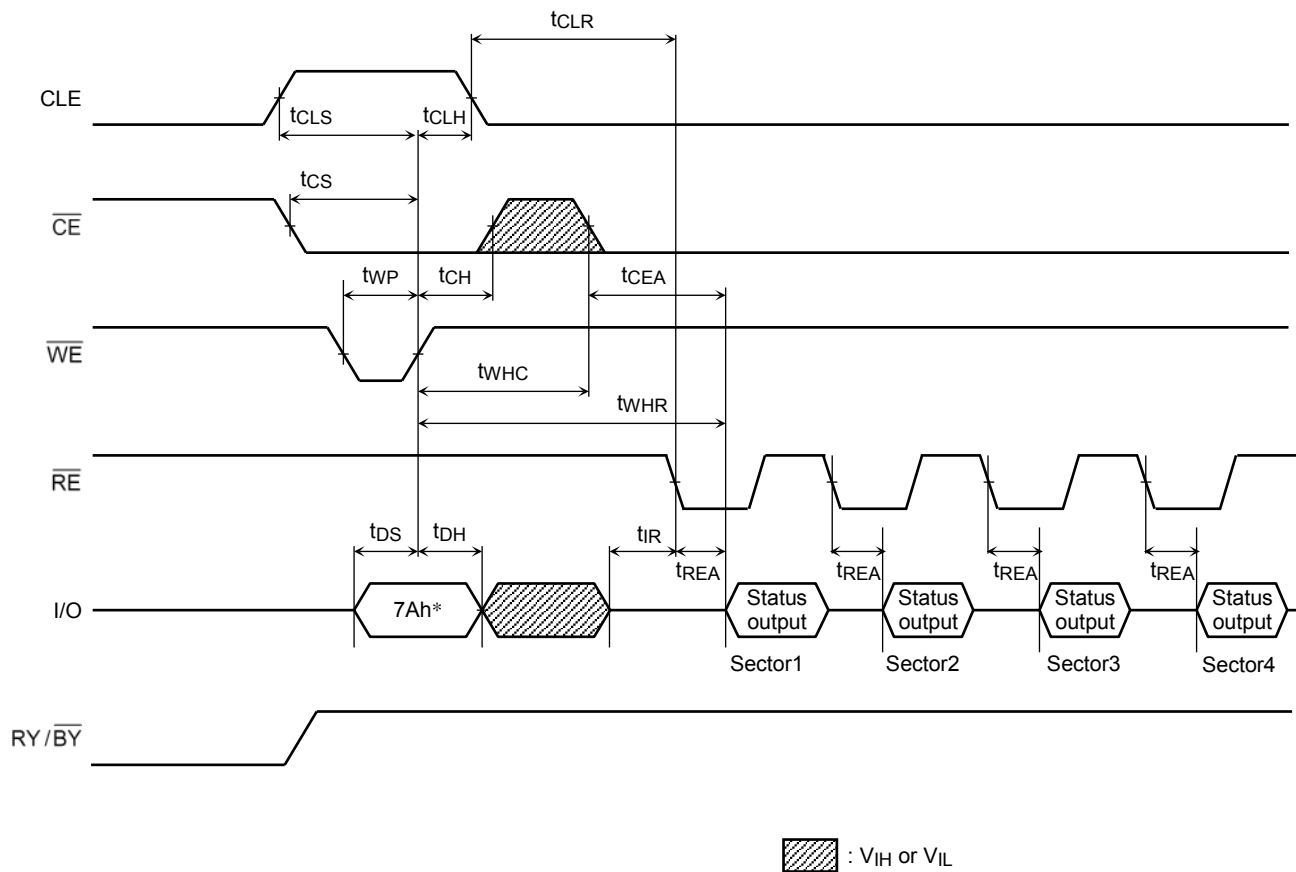 tCLR
CLE
tCLS
tCLH
tCS
CE
tWP
tCH
tCEA
WE
tWHC
tWHR
RE
tDS
tDH
tIR
tREA
tREA
tREA
tREA
I/O
7Ah*
Status output
Status output
Status output
Status output
Sector1
Sector2
Sector3
Sector4
RY/BY
: VIH or VIL